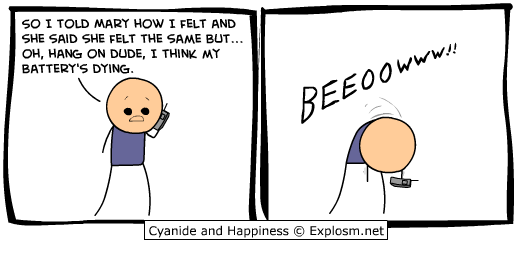 SO I TOLD MARY HOW I FELT AND
SHE SAID SHE FELT THE SAME BUT...
OH, HANG ON DUDE, I THINK MY
BATTERY'S DYING.
BEEOOWWW!!
Cyanide and Happiness © Explosm.net